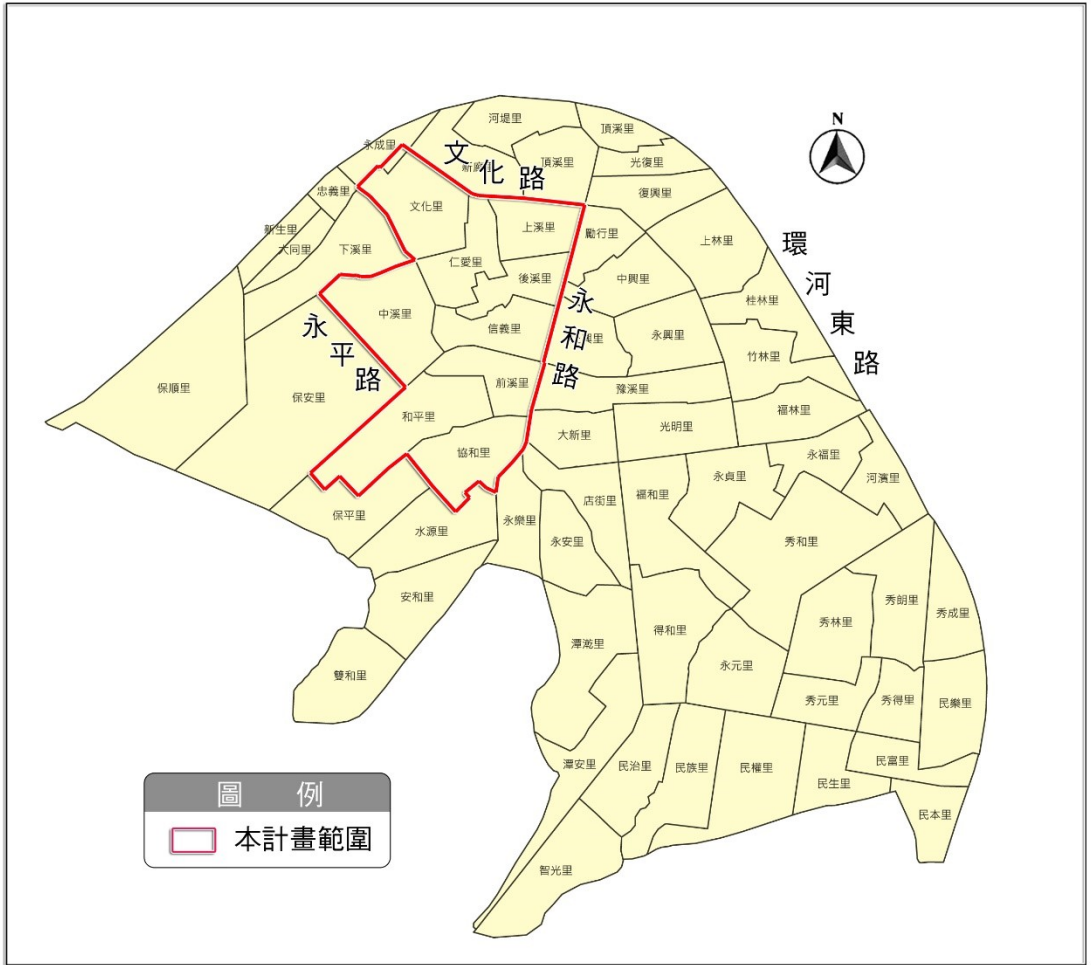 N
河堤里
頂溪里
永成里
文化路
頂溪里
光復里
忠義里
文化里
復興里
新生里
大同里
下溪里
上溪里
勵行里
上林里
環河東路
仁愛里
後溪里
中興里
桂林里
中溪里
信義里
永和路
永興里
竹林里
永平路
保順里
保安里
前溪里
豫溪里
和平里
福林里
大新里
光明里
協和里
永福里
永貞里
河濱里
保平里
水源里
永樂里
店街里
福和里
永安里
秀和里
安和里
秀朗里
秀成里
潭墘里
得和里
秀林里
雙和里
永元里
秀元里
秀得里
民樂里
潭安里
民治里
民族里
民權里
民生里
民富里
民本里
智光里
圖 例
本計畫範圍